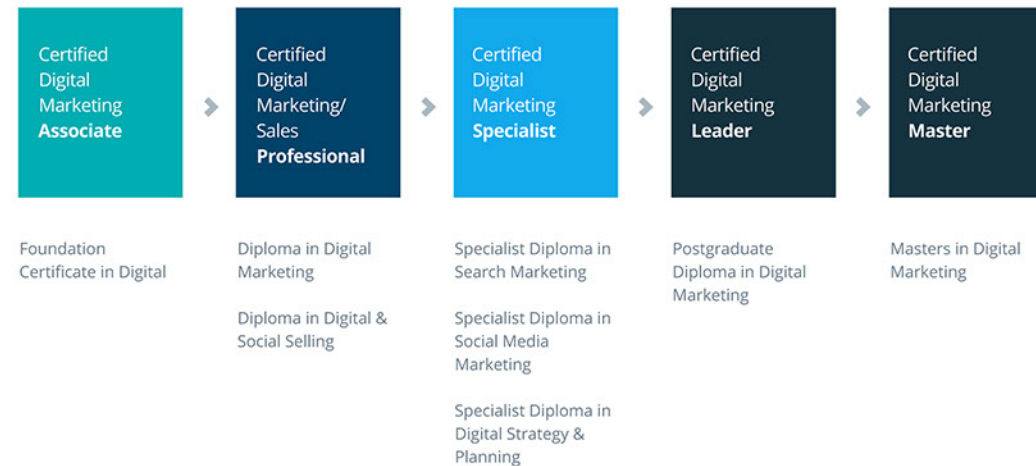 Certified
Digital
Marketing
Associate
Certified
Digital
Marketing/
Sales
Professional
Certified
Digital
Marketing
Specialist
Certified
Digital
Marketing
Leader
Certified
Digital
Marketing
Master
Foundation
Certificate in Digital
Diploma in Digital
Marketing
Diploma in Digital &
Social Selling
Specialist Diploma in
Search Marketing
Specialist Diploma in
Social Media
Marketing
Specialist Diploma in
Digital Strategy &
Planning
Postgraduate
Diploma in Digital
Marketing
Masters in Digital
Marketing